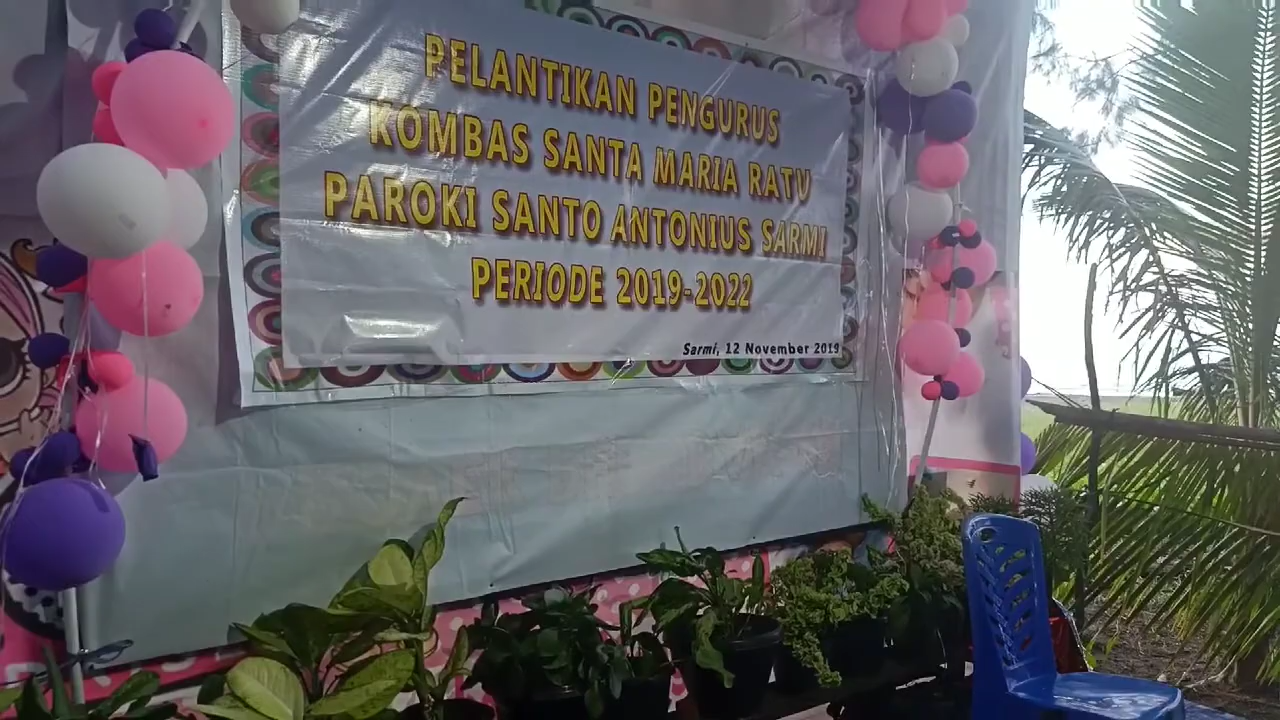 PELANTIKAN PENGURUS
KOMBAS SANTA MARIA RATU
PAROKI SANTO ANTONIUS SARMI
PERIODE 2019-2022
Sarmi, 12 November 2019